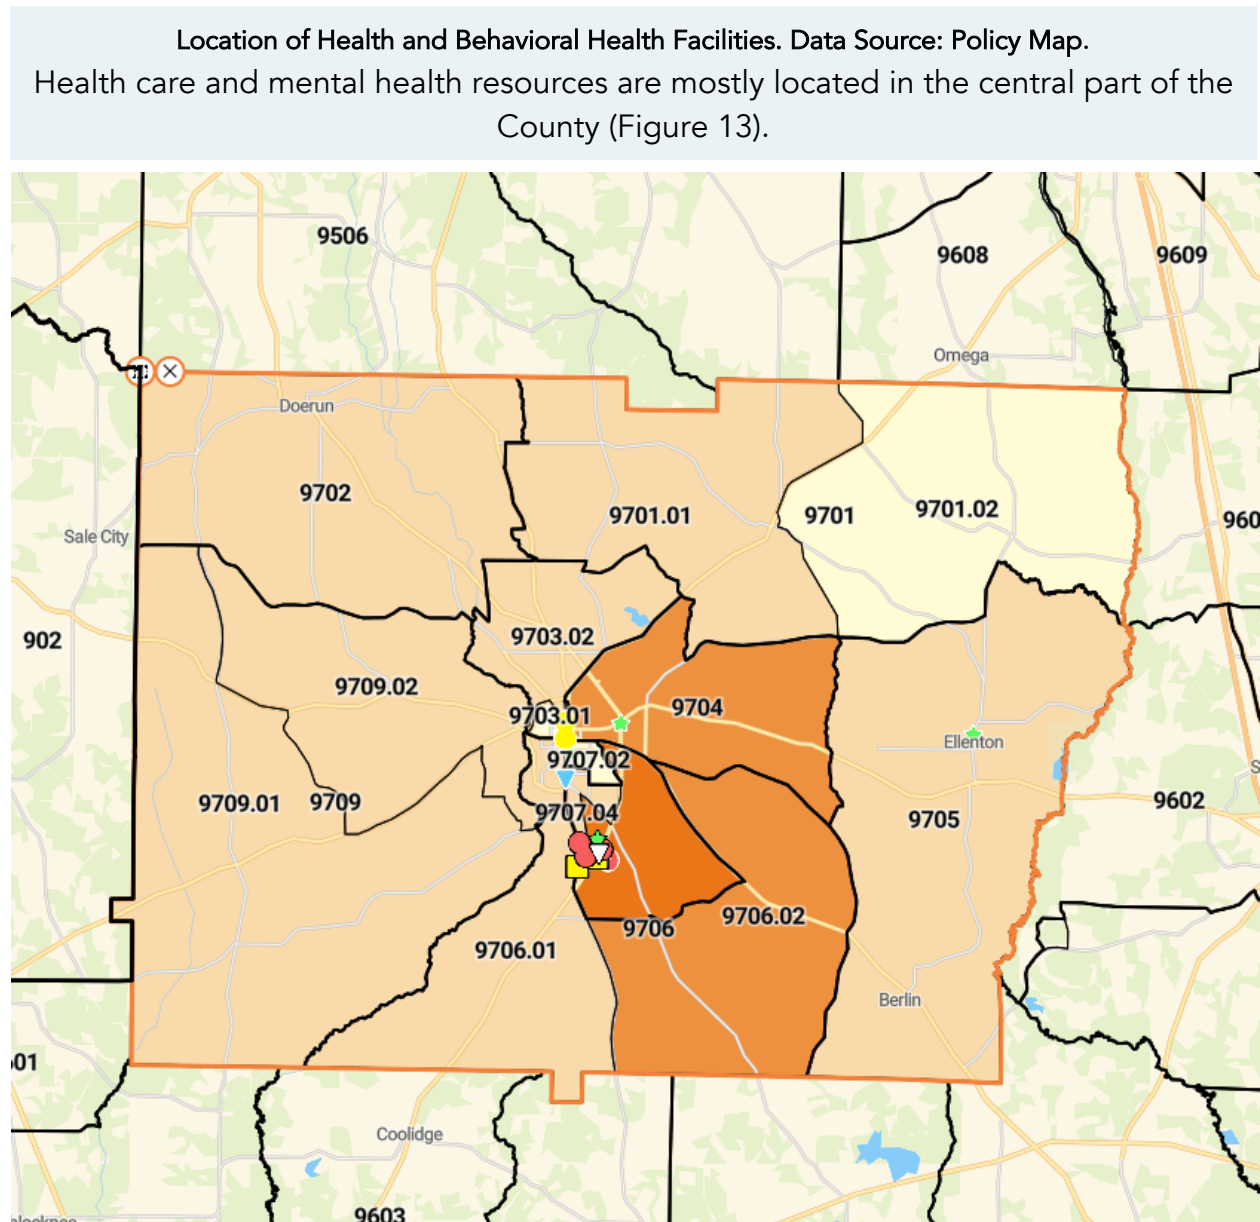 Location of Health and Behavioral Health Facilities. Data Source: Policy Map.
Health care and mental health resources are mostly located in the central part of the
County (Figure 13).
9506
9608
9609
Omega
Doerun
9702
9701.01
9701
9701.02
960
Sale City
902
9703.02
9709.02
9704
9703.01
Ellenton
9707.02
9709.01
9709
9707.04
9705
9602
S
9706.02
9706
9706.01
Berlin
01
Coolidge
9603